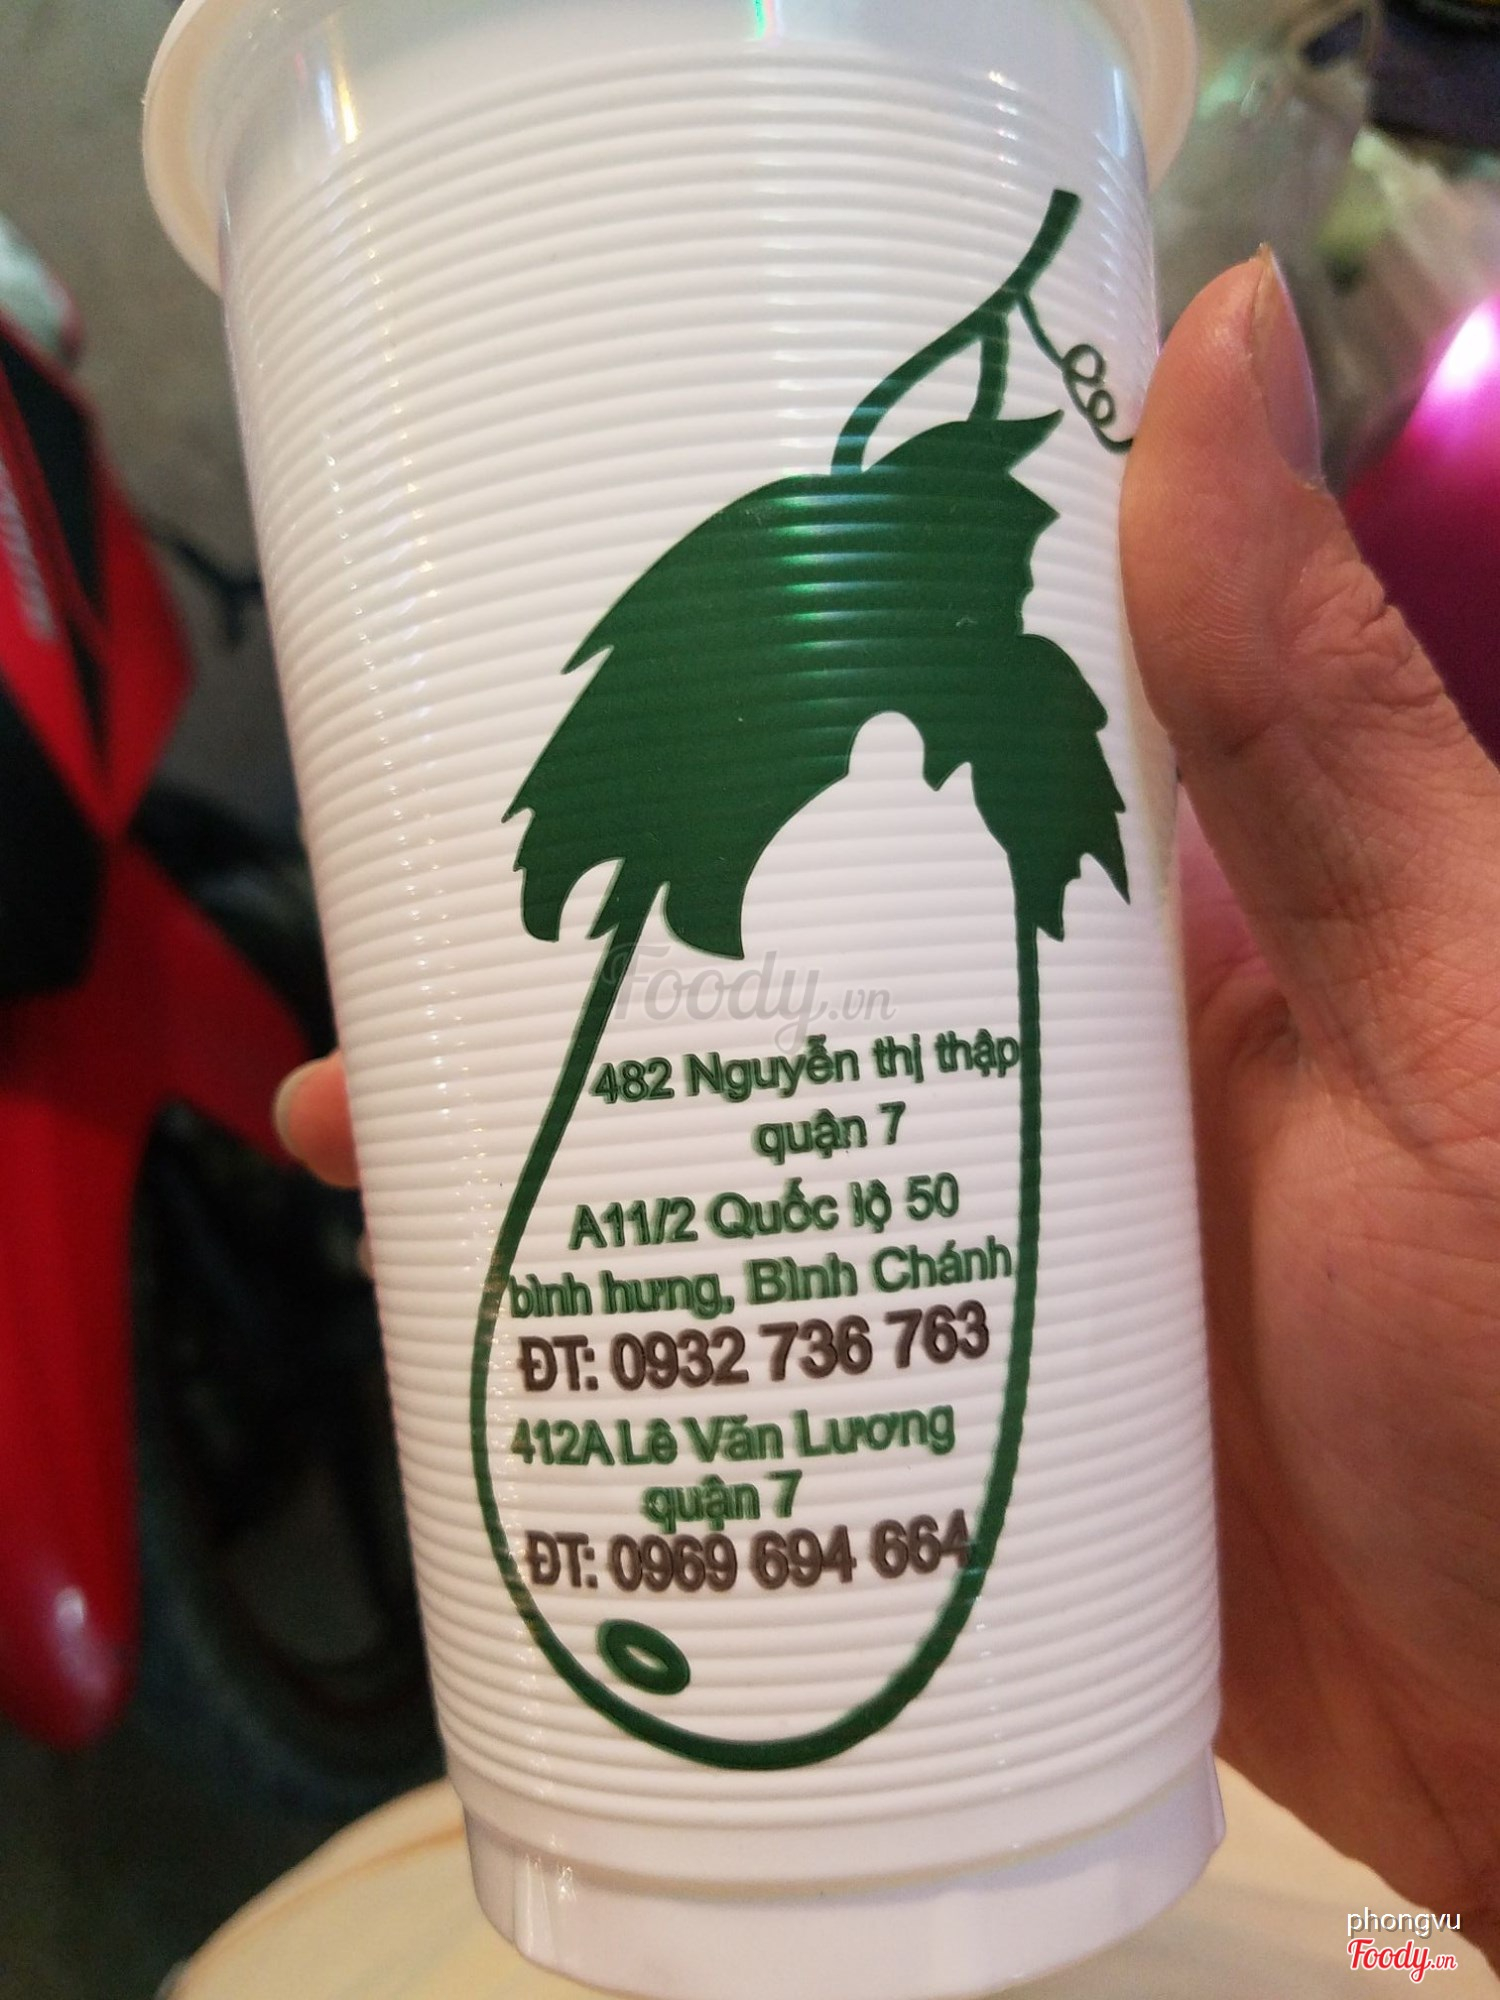 Foody.vn
482 Nguyễn thị thập
quận 7
A11/2 Quốc lộ 50
bình hưng, Bình Chánh
ĐT: 0932 736 763
412A Lê Văn Lương
quận 7
ĐT: 0969 694 664
phongvu
Foody.vn